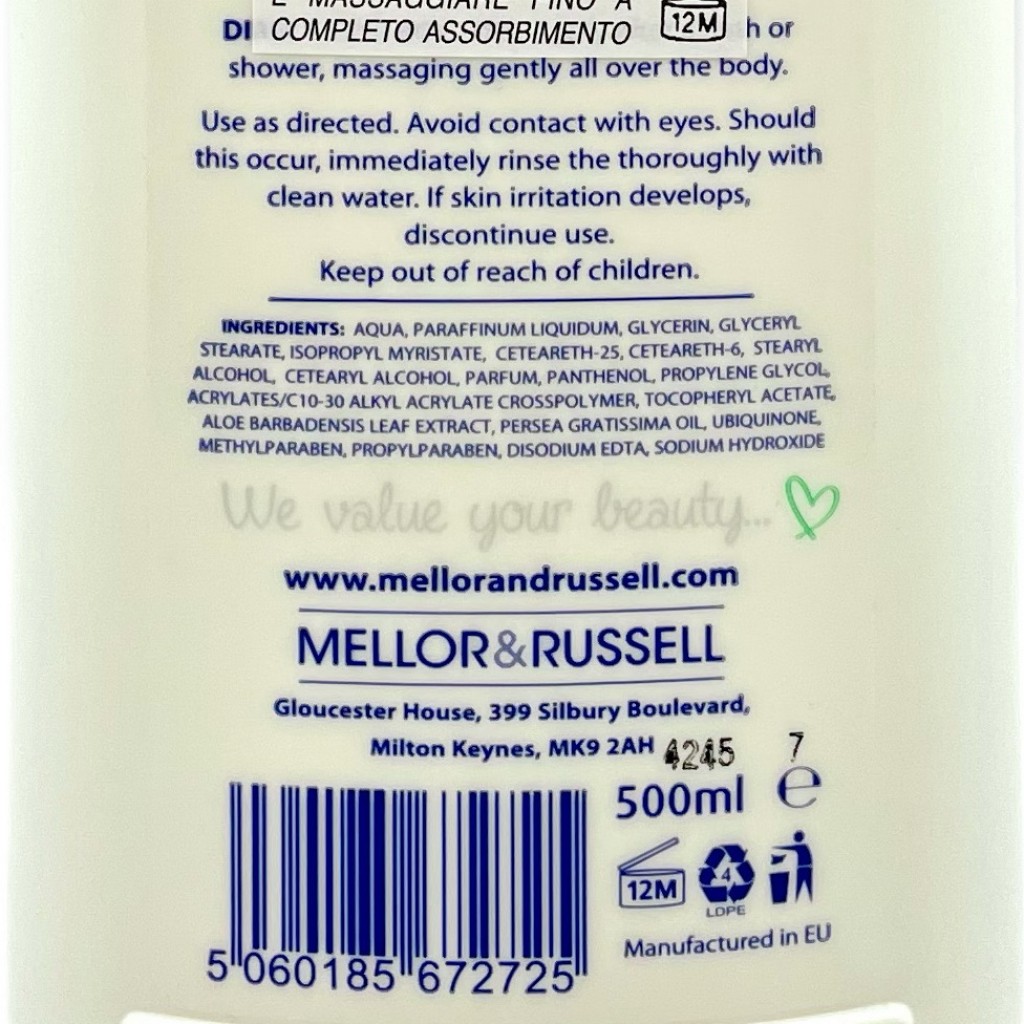 E MASSAGGIARE FINO A
COMPLETO ASSORBIMENTO
12M
h or
shower, massaging gently all over the body.
Use as directed. Avoid contact with eyes. Should
this occur, immediately rinse the thoroughly with
clean water. If skin irritation develops,
discontinue use.
Keep out of reach of children.
INGREDIENTS: AQUA, PARAFFINUM LIQUIDUM, GLYCERIN, GLYCERYL
STEARATE, ISOPROPYL MYRISTATE, CETEARETH-25, CETEARETH-6, STEARYL
ALCOHOL, CETEARYL ALCOHOL, PARFUM, PANTHENOL, PROPYLENE GLYCOL,
ACRYLATES/C10-30 ALKYL ACRYLATE CROSSPOLYMER, TOCOPHERYL ACETATE,
ALOE BARBADENSIS LEAF EXTRACT, PERSEA GRATISSIMA OIL, UBIQUINONE,
METHYLPARABEN, PROPYLPARABEN, DISODIUM EDTA, SODIUM HYDROXIDE
We value your beauty...
www.mellorandrussell.com
MELLOR&RUSSELL
Gloucester House, 399 Silbury Boulevard,
Milton Keynes, MK9 2AH 4245 7
500ml e
12M
4
LDPE
Manufactured in EU
5 060185 672725